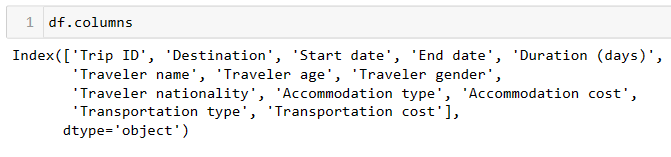 1 df.columns
Index(['Trip ID', 'Destination', 'Start date', 'End date', 'Duration (days)',
'Traveler name', 'Traveler age', 'Traveler gender',
'Traveler nationality', 'Accommodation type', 'Accommodation cost',
'Transportation type', 'Transportation cost'],
dtype='object')